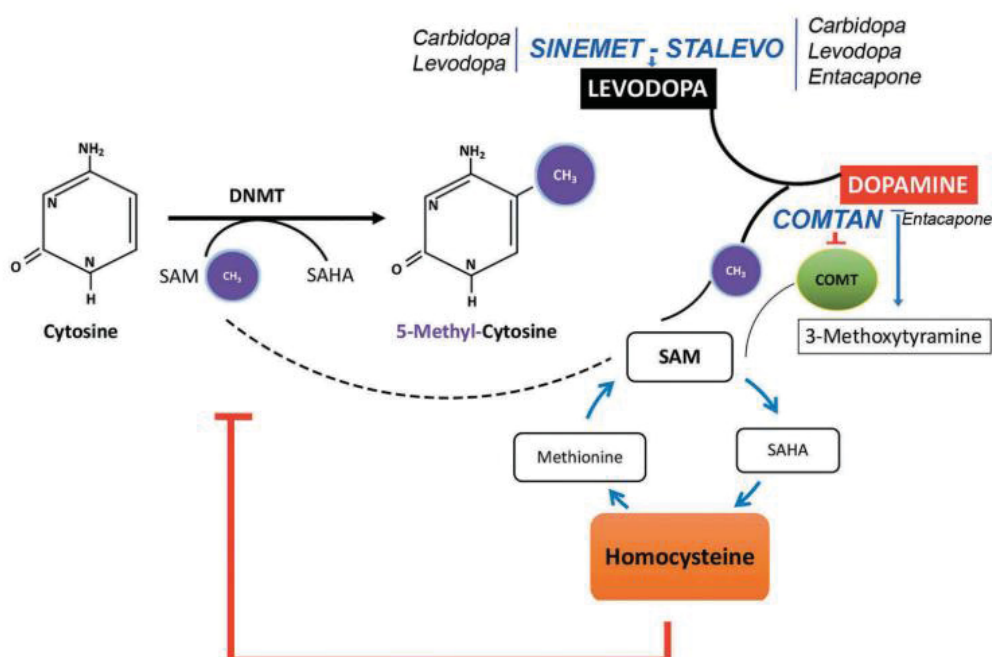 Carbidopa
Levodopa
SINEMET - STALEVO
Carbidopa
Levodopa
Entacapone
LEVODOPA
NH2
N
O
N
H
Cytosine
DNMT
SAM
CH3
SAHA
NH2
CH3
N
O
N
H
5-Methyl-Cytosine
DOPAMINE
COMTAN
Entacapone
CH3
COMT
3-Methoxytyramine
SAM
Methionine
SAHA
Homocysteine